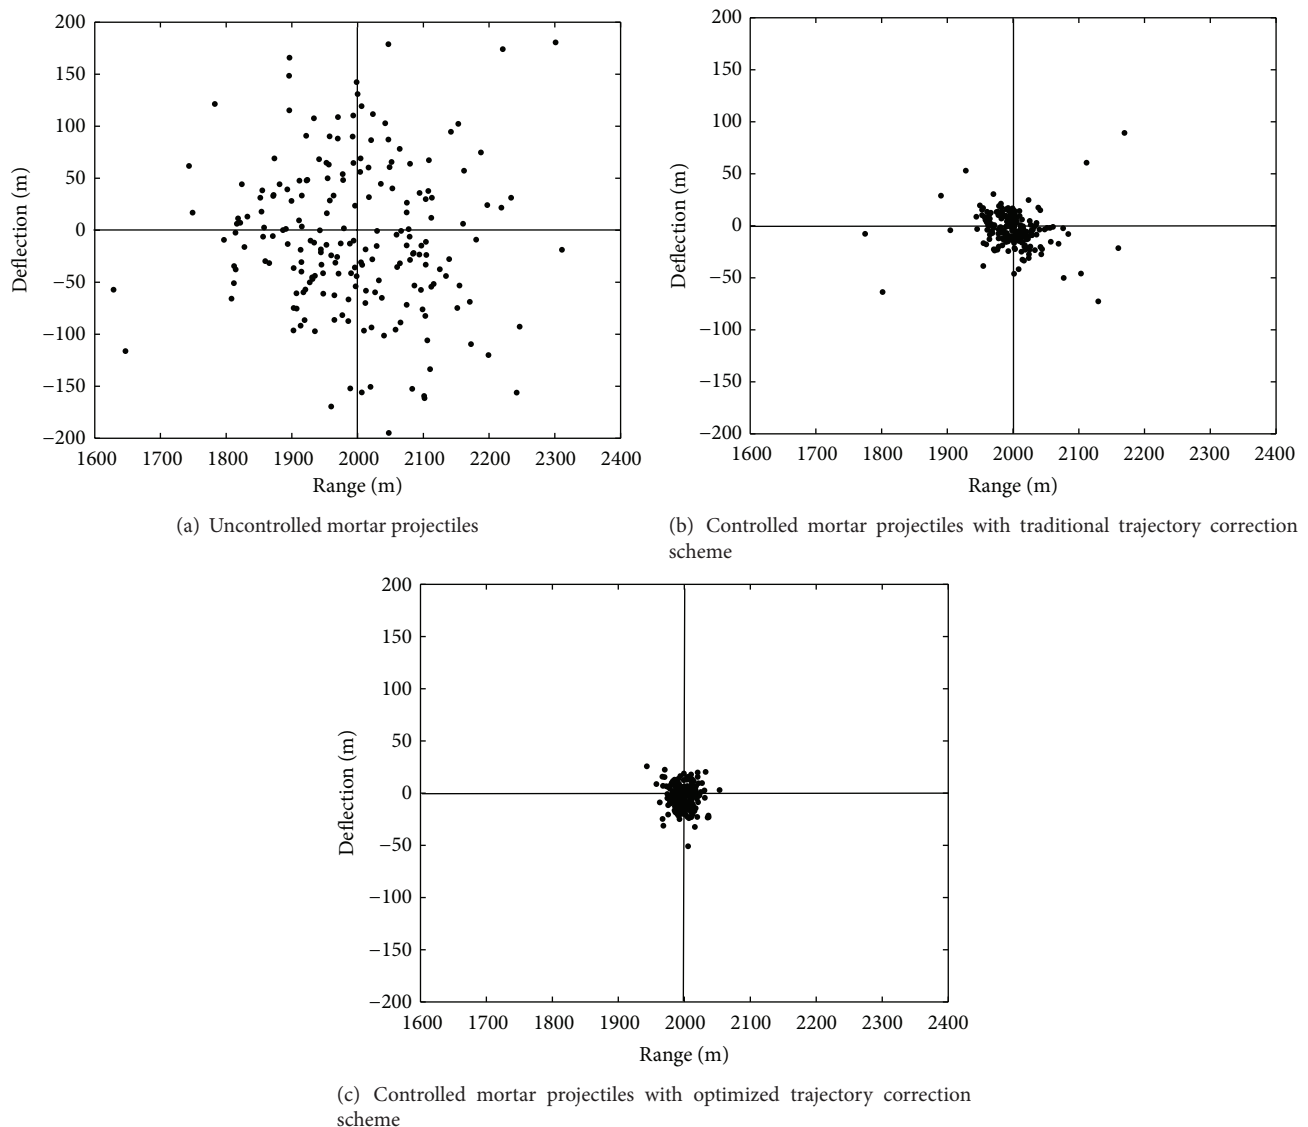 200
150
100
50
0
−50
−100
−150
−200
Deflection (m)
1600 1700 1800 1900 2000 2100 2200 2300 2400
Range (m)
(a) Uncontrolled mortar projectiles
200
150
100
50
0
−50
−100
−150
−200
Deflection (m)
1600 1700 1800 1900 2000 2100 2200 2300 2400
Range (m)
(b) Controlled mortar projectiles with traditional trajectory correction
scheme
200
150
100
50
0
−50
−100
−150
−200
Deflection (m)
1600 1700 1800 1900 2000 2100 2200 2300 2400
Range (m)
(c) Controlled mortar projectiles with optimized trajectory correction
scheme